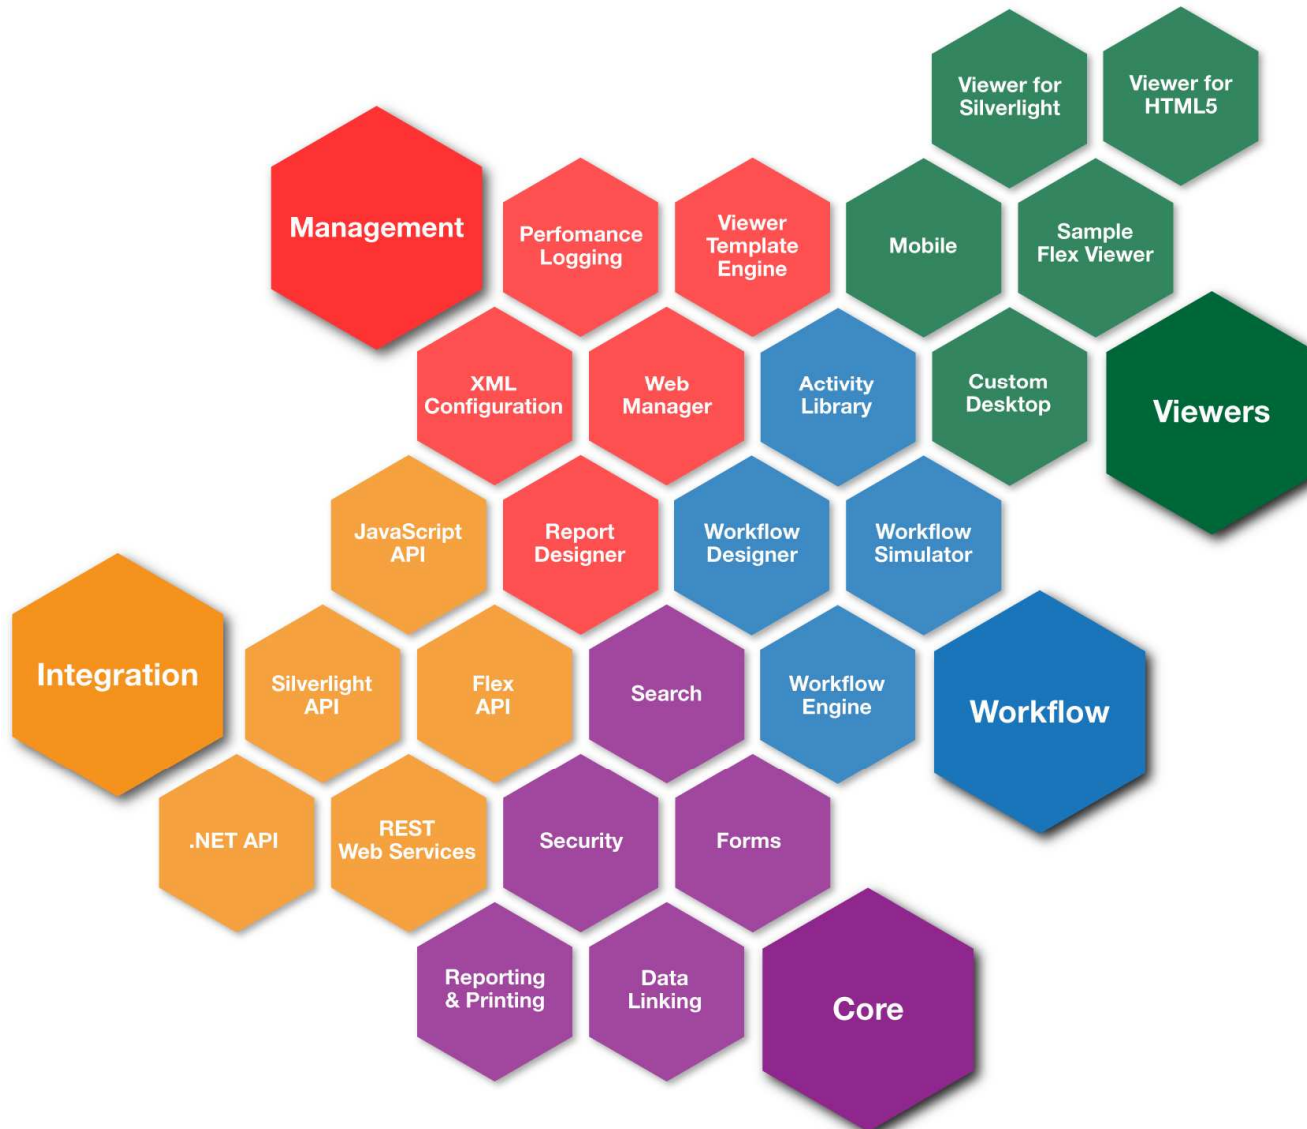 Viewer for
Silverlight
Viewer for
HTML5
Management
Perfomance
Logging
Viewer
Template
Engine
Mobile
Sample
Flex Viewer
XML
Configuration
Web
Manager
Activity
Library
Custom
Desktop
Viewers
JavaScript
API
Report
Designer
Workflow
Designer
Workflow
Simulator
Integration
Silverlight
API
Flex
API
Search
Workflow
Engine
Workflow
.NET API
REST
Web Services
Security
Forms
Reporting
& Printing
Data
Linking
Core